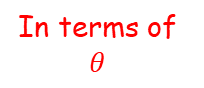 In terms of
θ